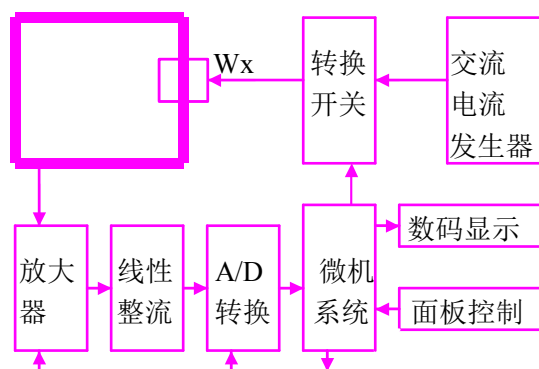 Wx
转换
开关
交流
电流
发生器
放大
器
线性
整流
A/D
转换
微机
系统
数码显示
面板控制